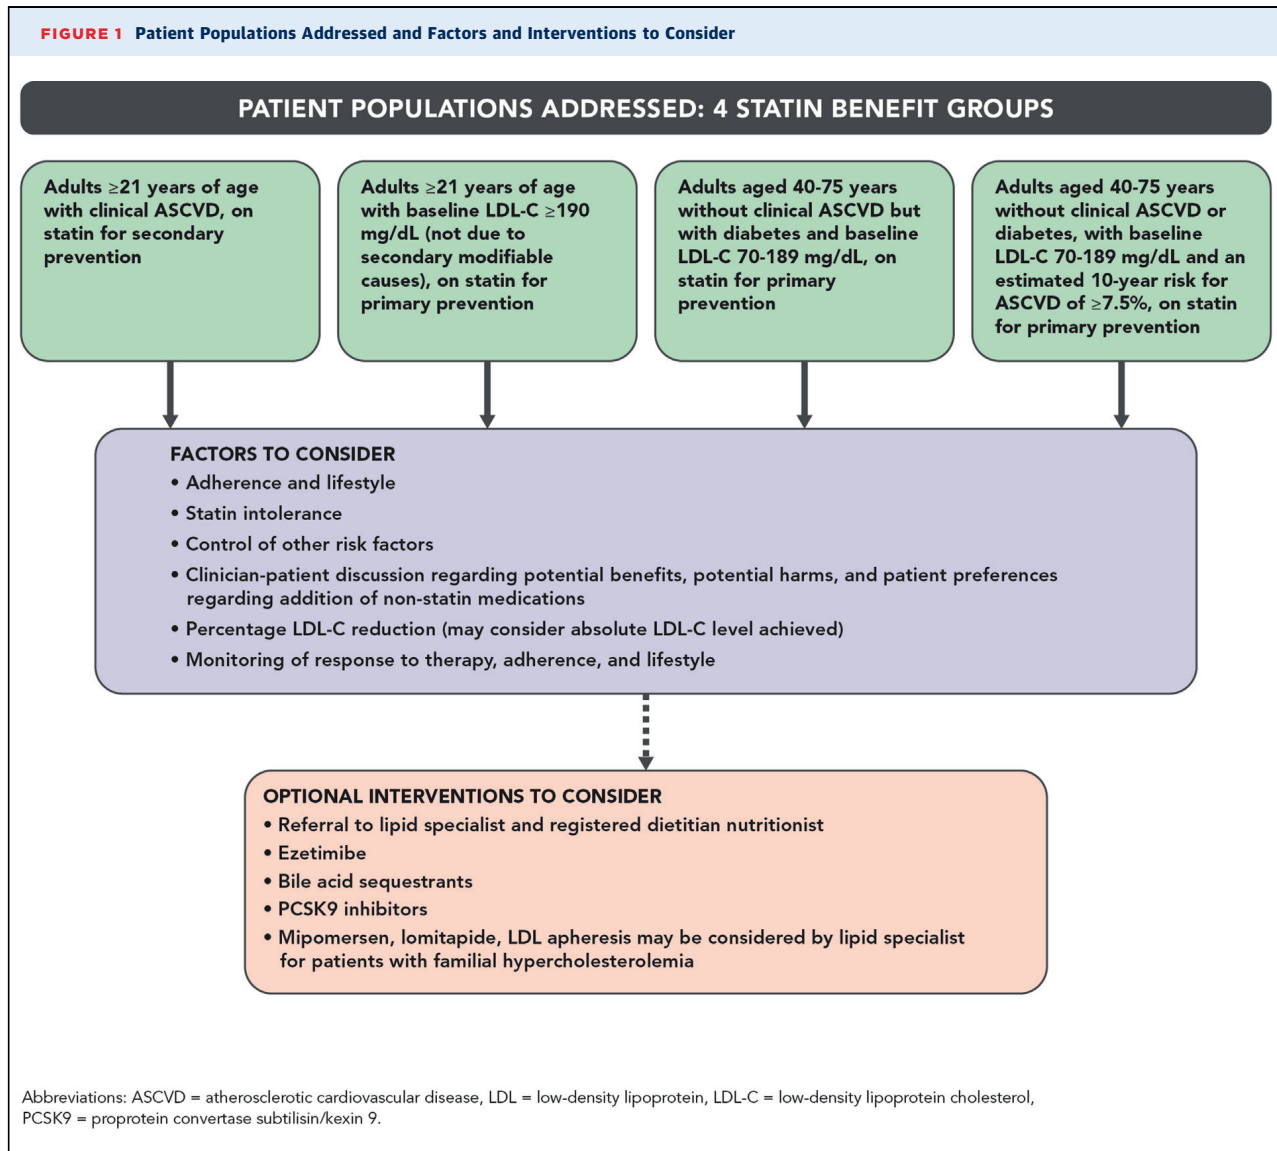 FIGURE 1 Patient Populations Addressed and Factors and Interventions to Consider
PATIENT POPULATIONS ADDRESSED: 4 STATIN BENEFIT GROUPS
Adults ≥21 years of age
with clinical ASCVD, on
statin for secondary
prevention
Adults ≥21 years of age
with baseline LDL-C ≥190
mg/dL (not due to
secondary modifiable
causes), on statin for
primary prevention
Adults aged 40-75 years
without clinical ASCVD but
with diabetes and baseline
LDL-C 70-189 mg/dL, on
statin for primary
prevention
Adults aged 40-75 years
without clinical ASCVD or
diabetes, with baseline
LDL-C 70-189 mg/dL and an
estimated 10-year risk for
ASCVD of ≥7.5%, on statin
for primary prevention
FACTORS TO CONSIDER
• Adherence and lifestyle
• Statin intolerance
• Control of other risk factors
• Clinician-patient discussion regarding potential benefits, potential harms, and patient preferences
regarding addition of non-statin medications
• Percentage LDL-C reduction (may consider absolute LDL-C level achieved)
• Monitoring of response to therapy, adherence, and lifestyle
OPTIONAL INTERVENTIONS TO CONSIDER
• Referral to lipid specialist and registered dietitian nutritionist
• Ezetimibe
• Bile acid sequestrants
• PCSK9 inhibitors
• Mipomersen, lomitapide, LDL apheresis may be considered by lipid specialist
for patients with familial hypercholesterolemia
Abbreviations: ASCVD = atherosclerotic cardiovascular disease, LDL = low-density lipoprotein, LDL-C = low-density lipoprotein cholesterol,
PCSK9 = proprotein convertase subtilisin/kexin 9.